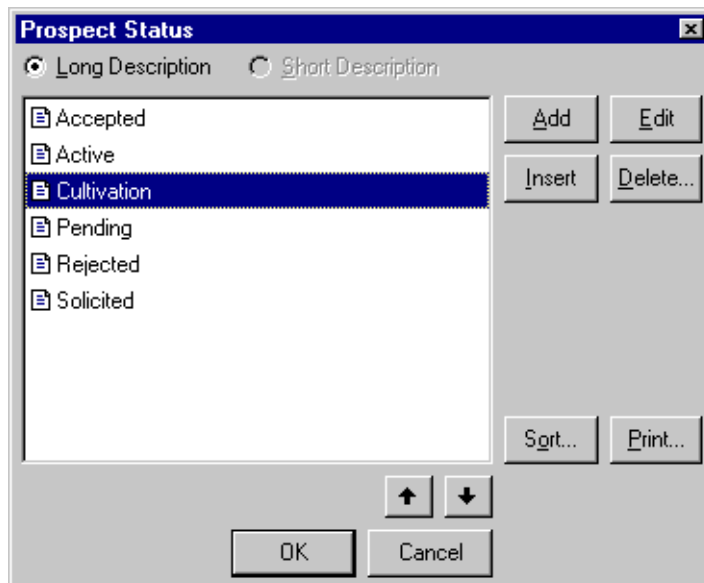 Prospect Status
Long Description Short Description
Accepted
Active
Cultivation
Pending
Rejected
Solicited
Add Edit
Insert Delete...
Sort... Print...
OK Cancel